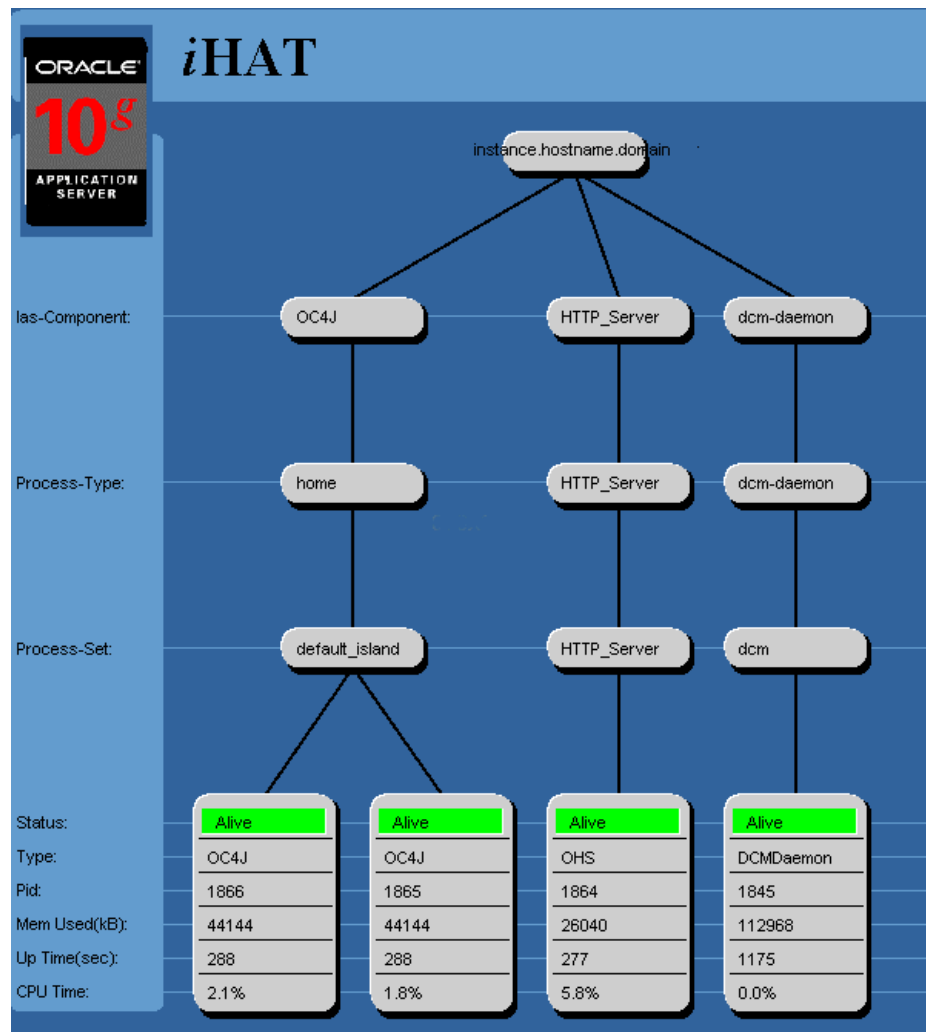 ORACLE
10g
APPLICATION
SERVER
iHAT
instance.hostname.domain
Ias-Component: OC4J HTTP_Server dcm-daemon
Process-Type: home HTTP_Server dcm-daemon
Process-Set: default_island HTTP_Server dcm
Status: Alive Alive Alive Alive
Type: OC4J OC4J OHS DCMDaemon
Pid: 1866 1865 1864 1845
Mem Used(kB): 44144 44144 26040 112968
Up Time(sec): 288 288 277 1175
CPU Time: 2.1% 1.8% 5.8% 0.0%